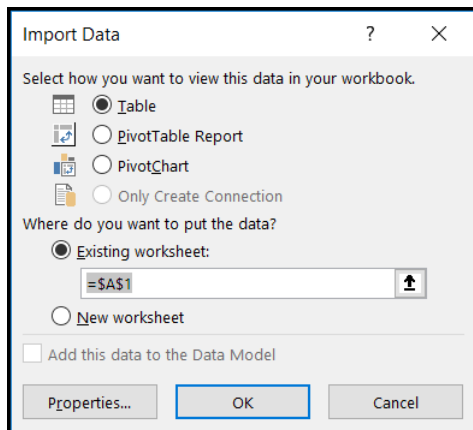 Import Data ?
Select how you want to view this data in your workbook.
Table
PivotTable Report
PivotChart
Only Create Connection
Where do you want to put the data?
Existing worksheet:
=$A$1
New worksheet
Add this data to the Data Model
Properties... OK Cancel